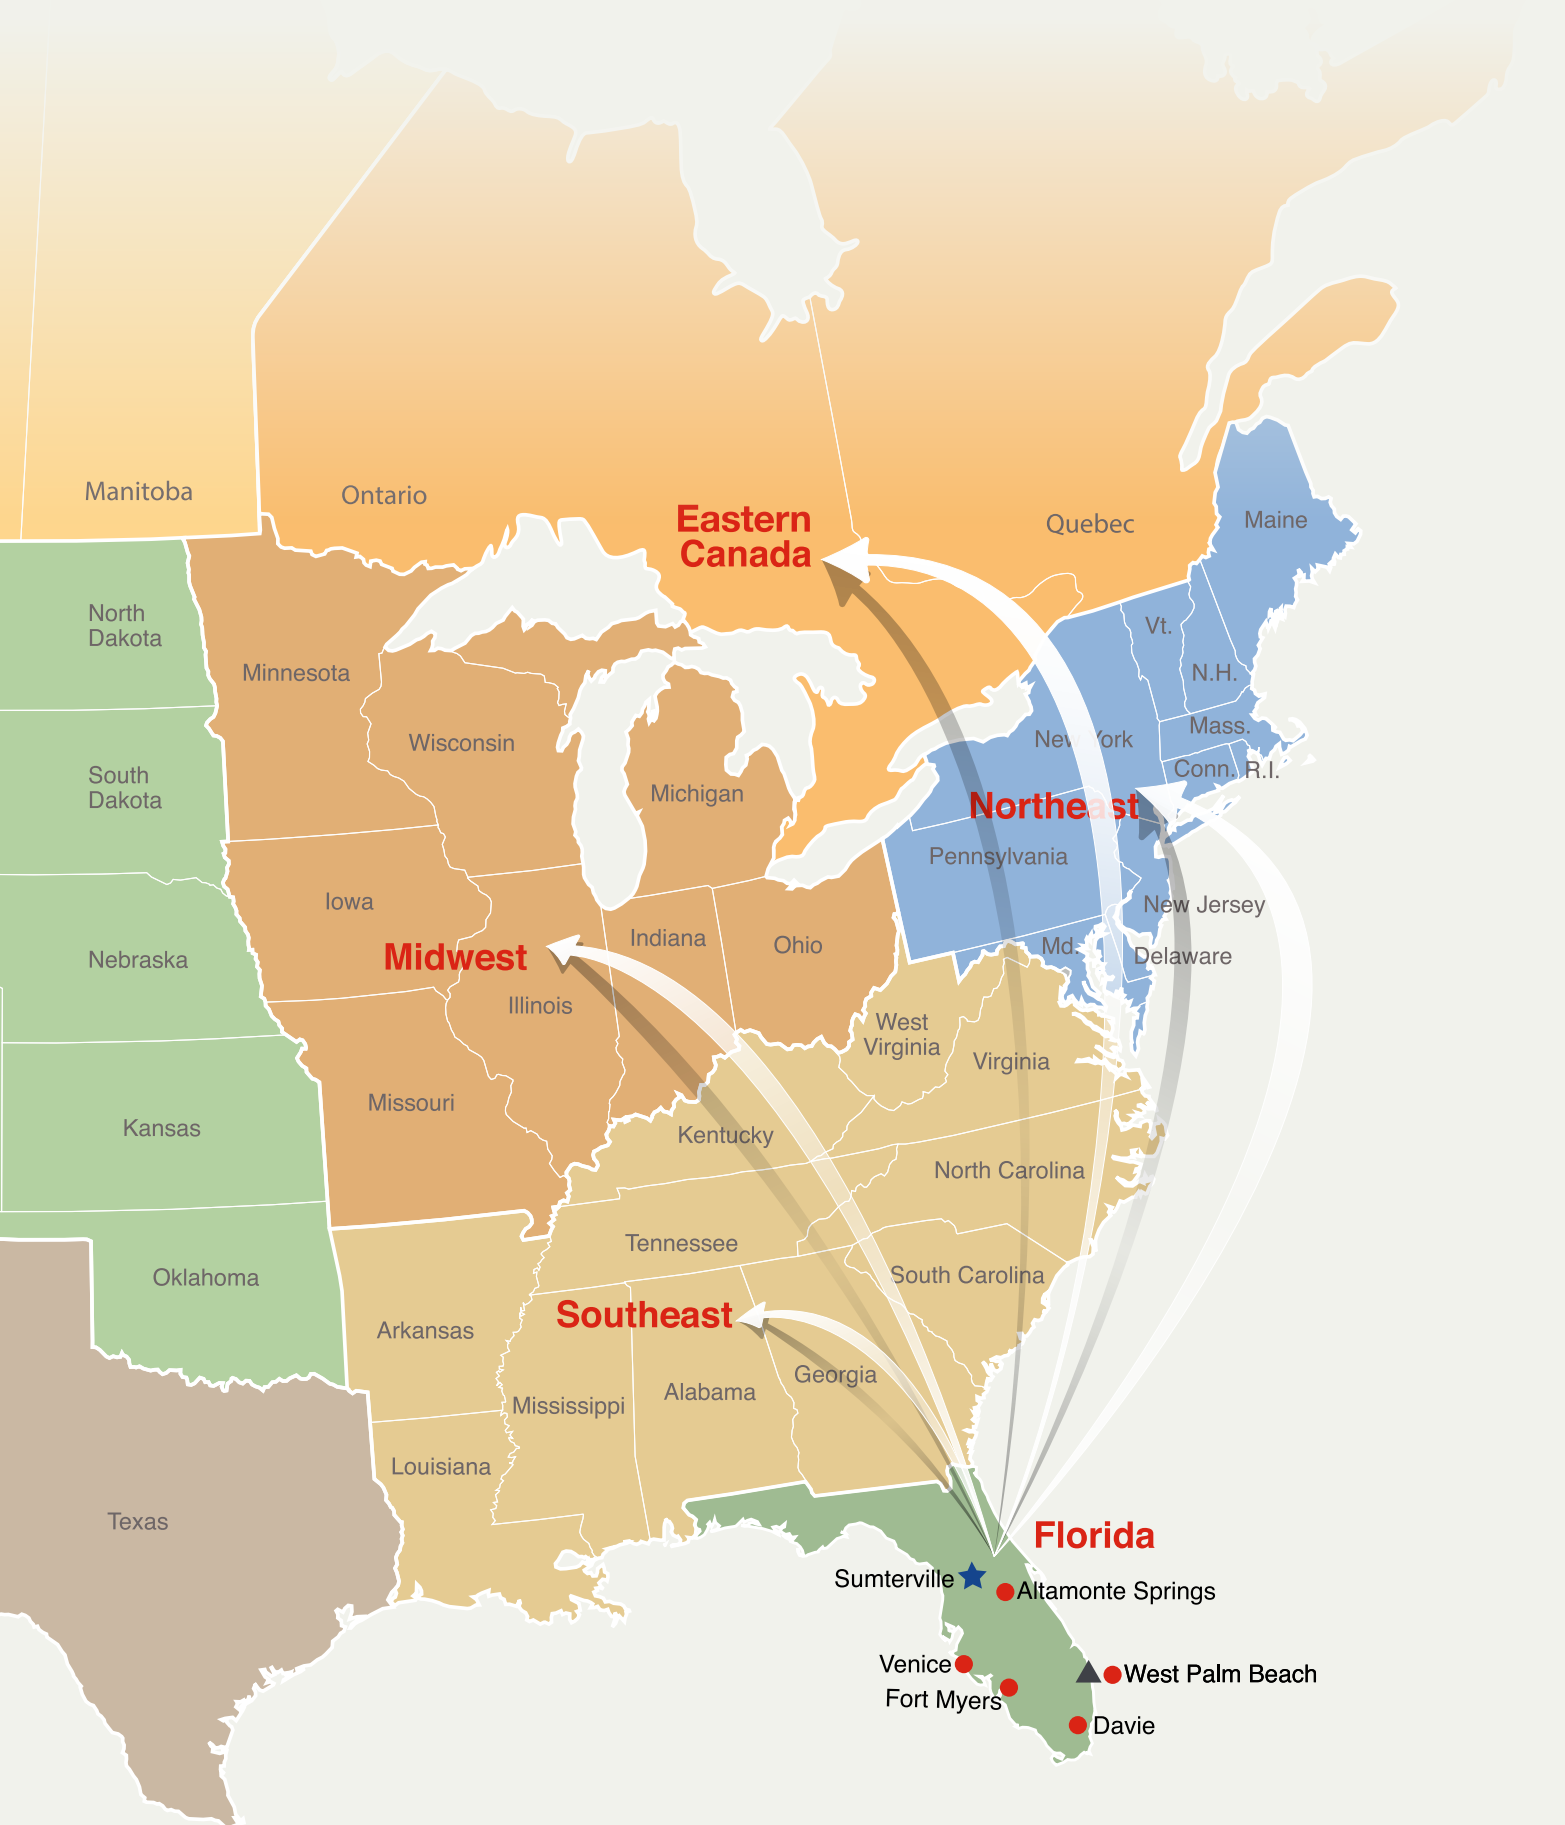 Manitoba
Ontario
Eastern
Canada
Quebec
Maine
North
Dakota
Minnesota
Vt.
N.H.
South
Dakota
Wisconsin
Michigan
New York
Mass.
Conn.
R.I.
Northeast
Pennsylvania
Iowa
New Jersey
Nebraska
Midwest
Indiana
Ohio
Md.
Delaware
Illinois
West
Virginia
Virginia
Kansas
Missouri
Kentucky
North Carolina
Oklahoma
Tennessee
South Carolina
Arkansas
Southeast
Mississippi
Alabama
Georgia
Louisiana
Texas
Florida
Sumterville
Altamonte Springs
Venice
Fort Myers
West Palm Beach
Davie